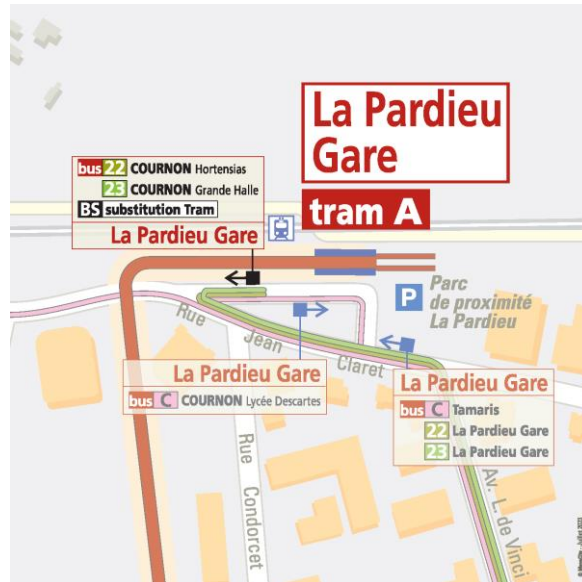 La Pardieu
Gare
tram A
bus 22 COURNON Hortensias
23 COURNON Grande Halle
BS substitution Tram
La Pardieu Gare
P
Parc
de proximité
La Pardieu
Rue Jean Claret
La Pardieu Gare
bus C COURNON Lycée Descartes
La Pardieu Gare
bus C Tamaris
22 La Pardieu Gare
23 La Pardieu Gare
Rue Condorcet
Av. L. de Vinci